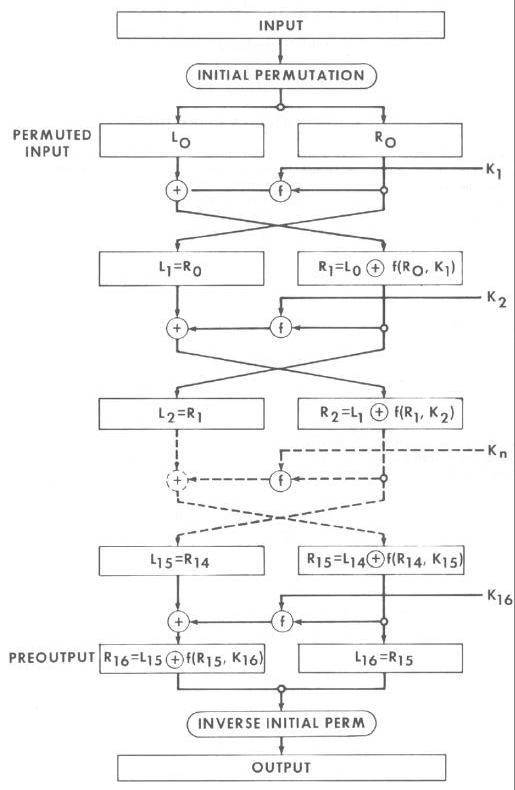 INPUT
INITIAL PERMUTATION
PERMUTED
INPUT
L0
R0
K1
+
f
L1=R0
R1=L0 ⊕ f(R0, K1)
K2
+
f
L2=R1
R2=L1 ⊕ f(R1, K2)
Kn
+
f
L15=R14
R15=L14⊕f(R14, K15)
K16
+
f
PREOUTPUT
R16=L15⊕f(R15, K16)
L16=R15
INVERSE INITIAL PERM
OUTPUT